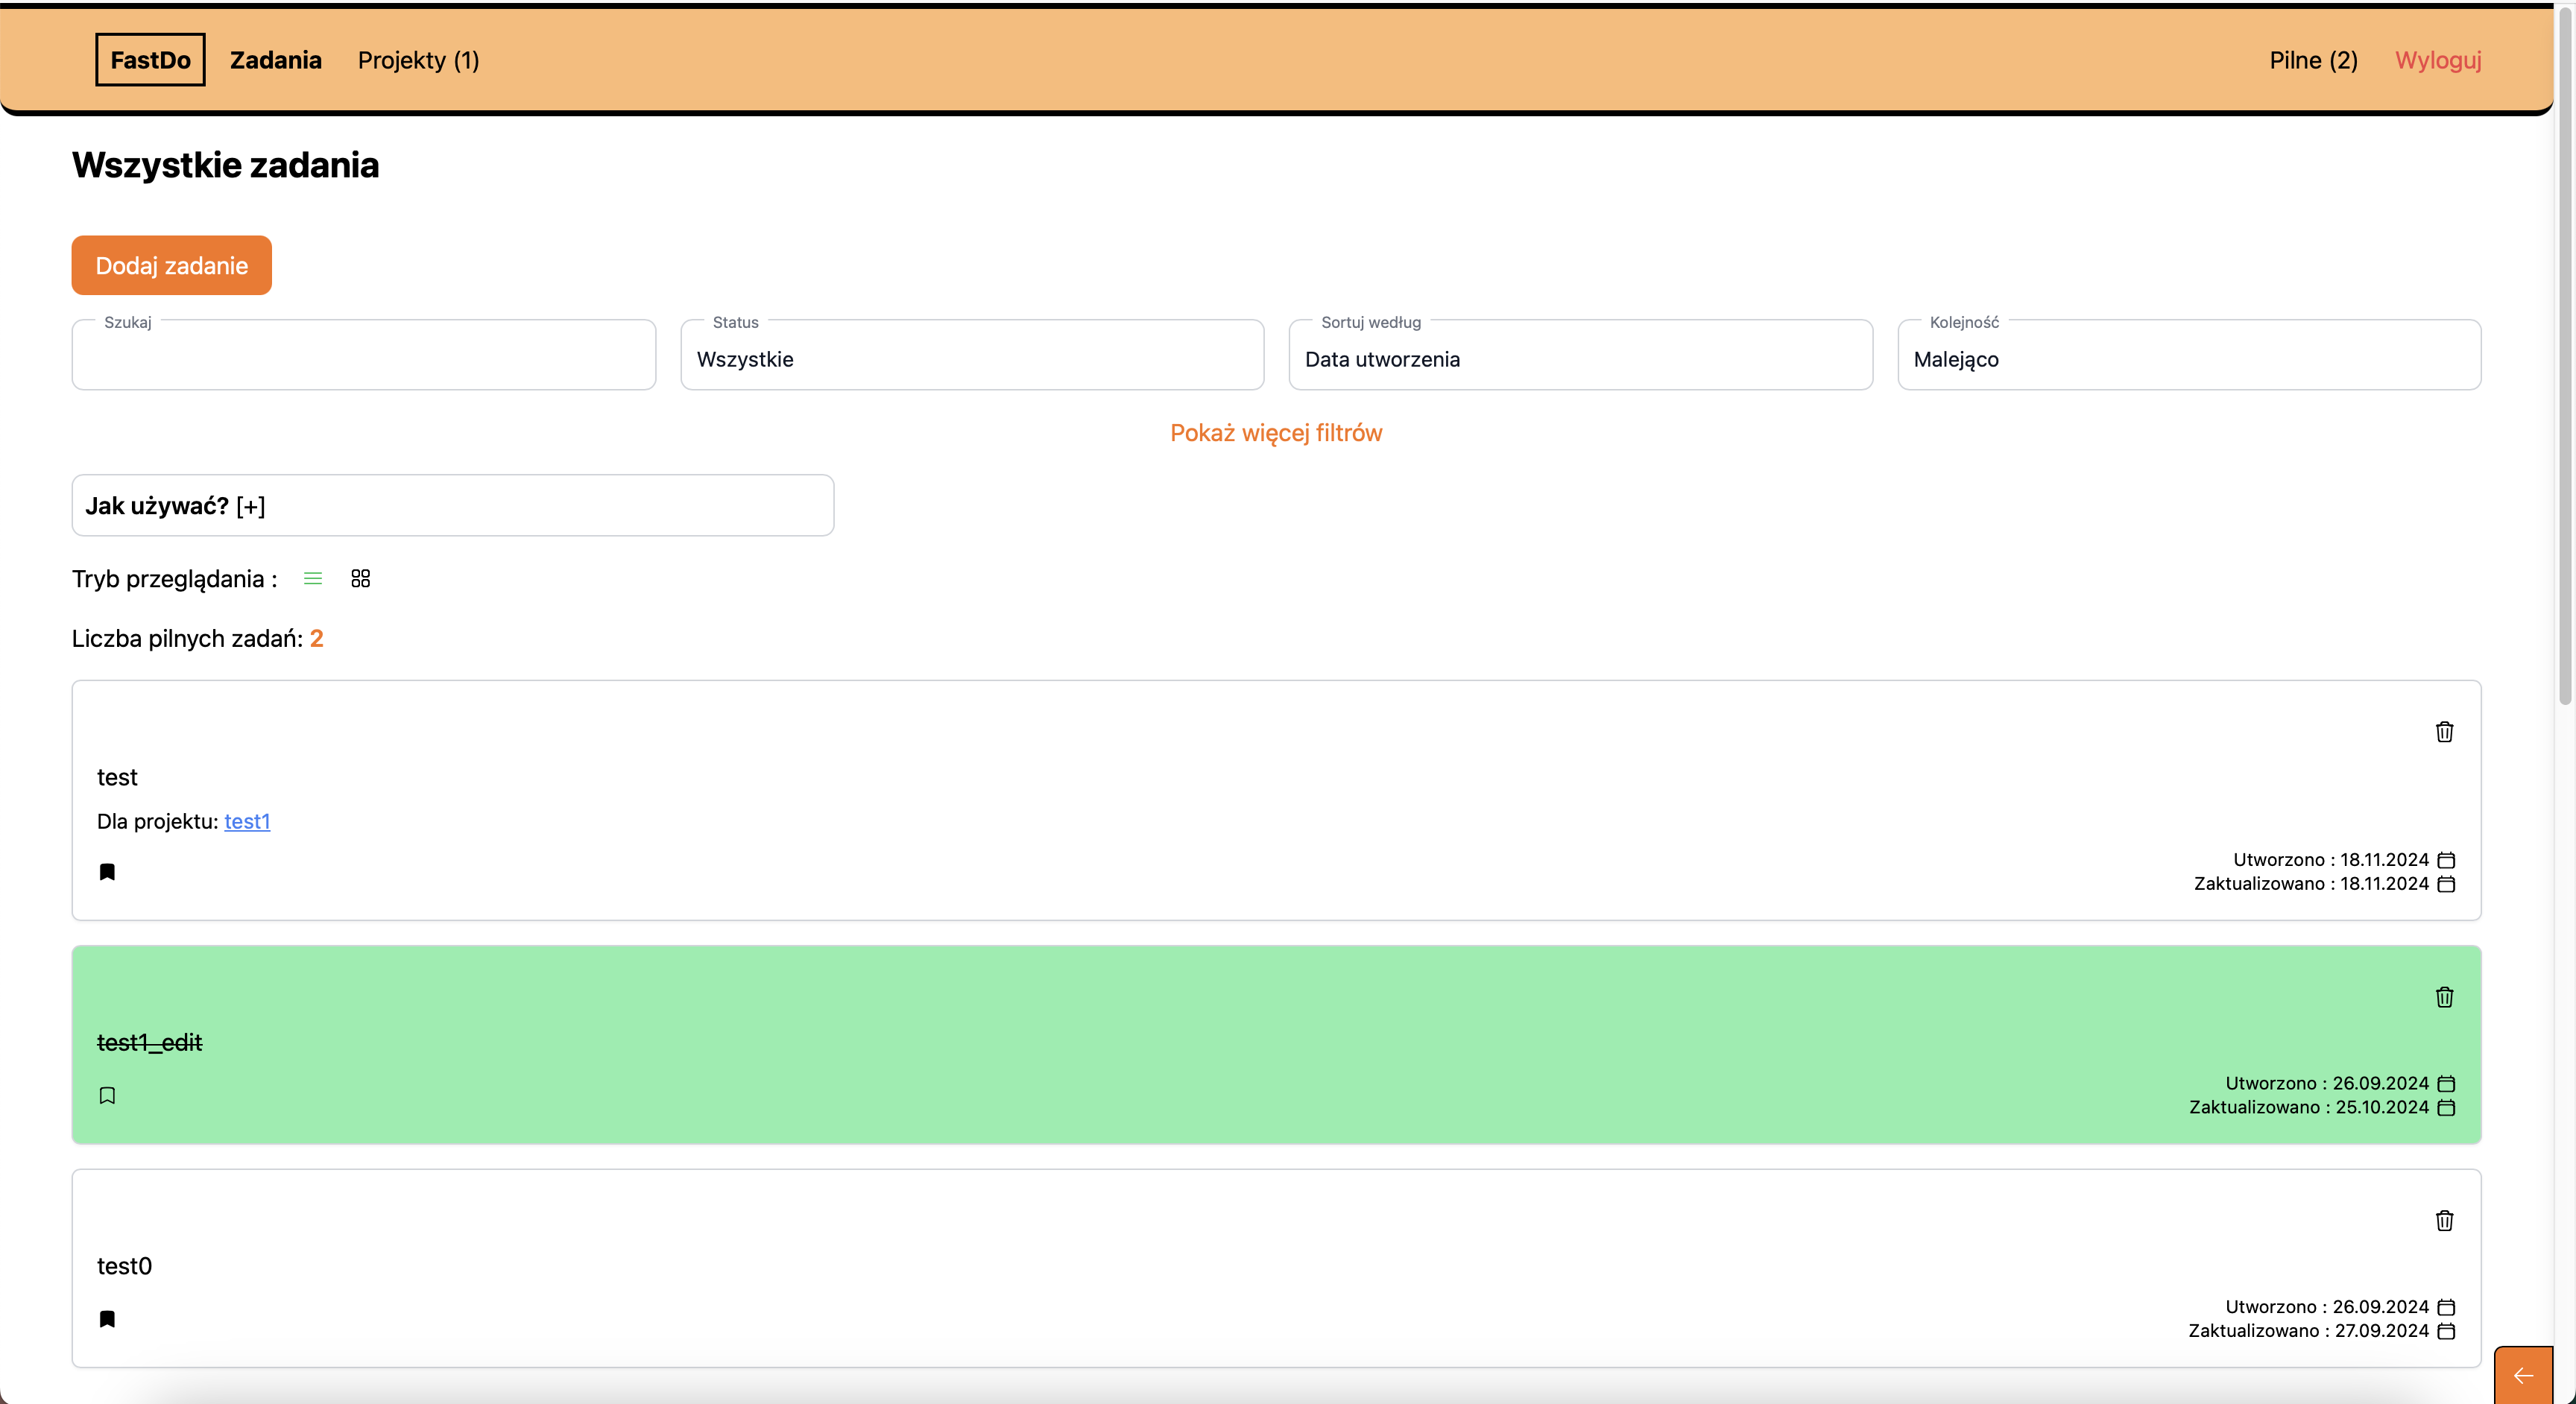 FastDo Zadania Projekty (1) Pilne (2) Wyloguj
Wszystkie zadania
Dodaj zadanie
Szukaj Status Sortuj według Kolejność
Wszystkie Data utworzenia Malejąco
Pokaż więcej filtrów
Jak używać? [+]
Tryb przeglądania :
Liczba pilnych zadań: 2
test
Dla projektu: test1
Utworzono : 18.11.2024
Zaktualizowano : 18.11.2024
test1_edit
Utworzono : 26.09.2024
Zaktualizowano : 25.10.2024
test0
Utworzono : 26.09.2024
Zaktualizowano : 27.09.2024